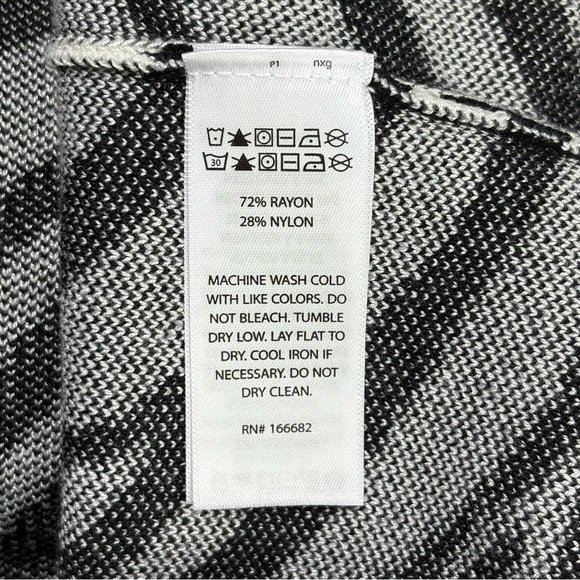 P1 nxg
30
72% RAYON
28% NYLON
MACHINE WASH COLD
WITH LIKE COLORS. DO
NOT BLEACH. TUMBLE
DRY LOW. LAY FLAT TO
DRY. COOL IRON IF
NECESSARY. DO NOT
DRY CLEAN.
RN# 166682